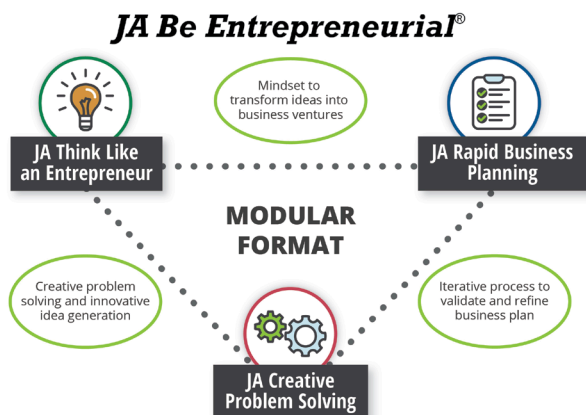 JA Be Entrepreneurial®
Mindset to
transform ideas into
business ventures
JA Think Like
an Entrepreneur
JA Rapid Business
Planning
MODULAR
FORMAT
Creative problem
solving and innovative
idea generation
Iterative process to
validate and refine
business plan
JA Creative
Problem Solving